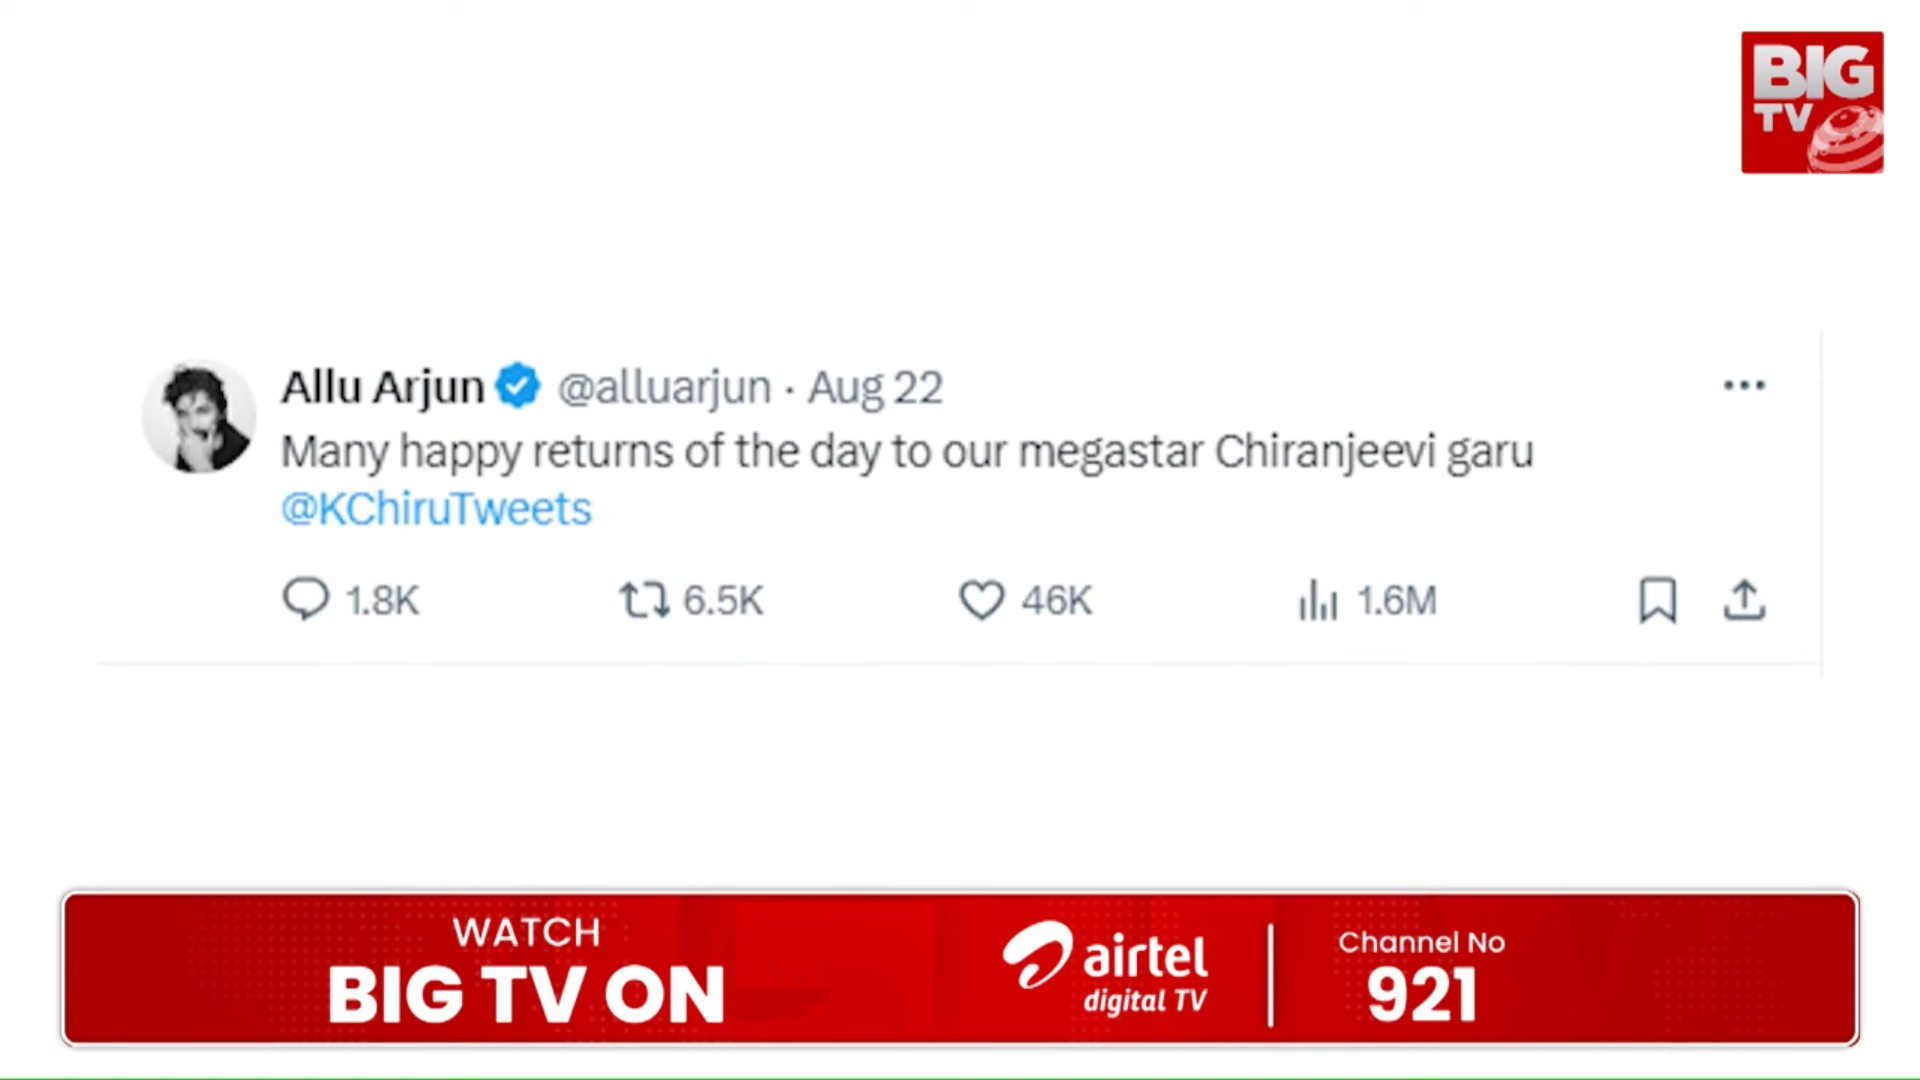 BIG
TV
Allu Arjun @alluarjun · Aug 22
Many happy returns of the day to our megastar Chiranjeevi garu
@KChiruTweets
1.8K 6.5K 46K 1.6M
WATCH
BIG TV ON
airtel
digital TV
Channel No
921